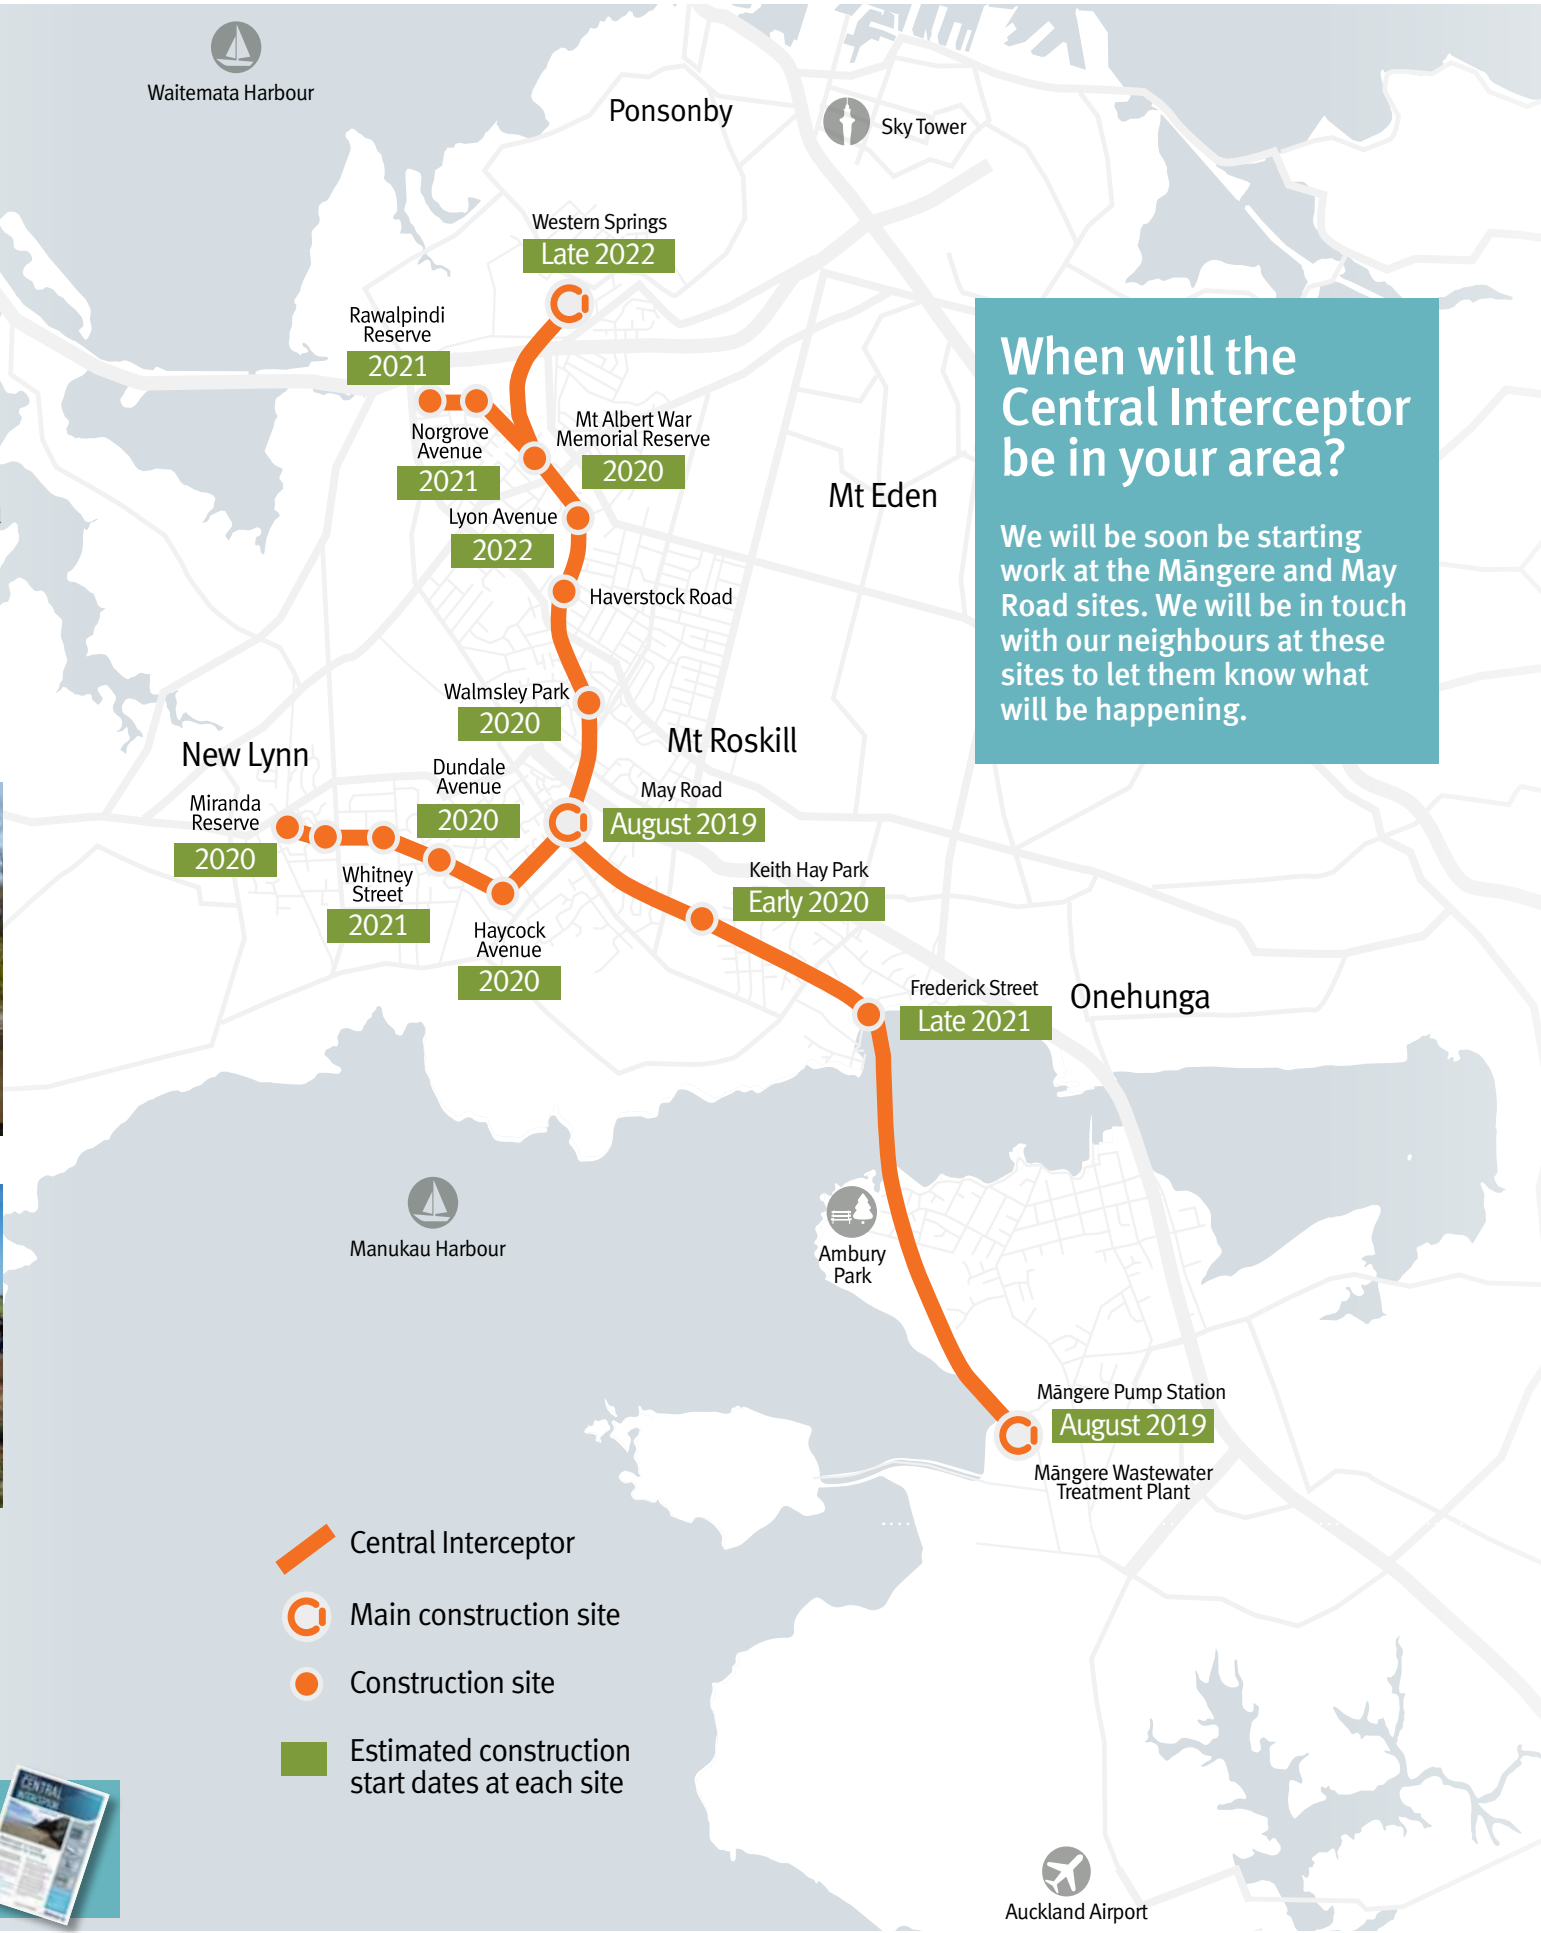 Waitemata Harbour
Ponsonby
Sky Tower
Western Springs
Late 2022
Rawalpindi
Reserve
2021
Norgrove
Avenue
2021
Mt Albert War
Memorial Reserve
2020
Lyon Avenue
2022
Mt Eden
When will the
Central Interceptor
be in your area?
We will be soon be starting
work at the Māngere and May
Road sites. We will be in touch
with our neighbours at these
sites to let them know what
will be happening.
Haverstock Road
Walmsley Park
2020
Mt Roskill
New Lynn
Dundale
Avenue
2020
May Road
August 2019
Miranda
Reserve
2020
Whitney
Street
2021
Keith Hay Park
Early 2020
Haycock
Avenue
2020
Frederick Street
Late 2021
Onehunga
Manukau Harbour
Ambury
Park
Māngere Pump Station
August 2019
Māngere Wastewater
Treatment Plant
Central Interceptor
Main construction site
Construction site
Estimated construction
start dates at each site
CENTRAL
INTERCEPTOR
Auckland Airport